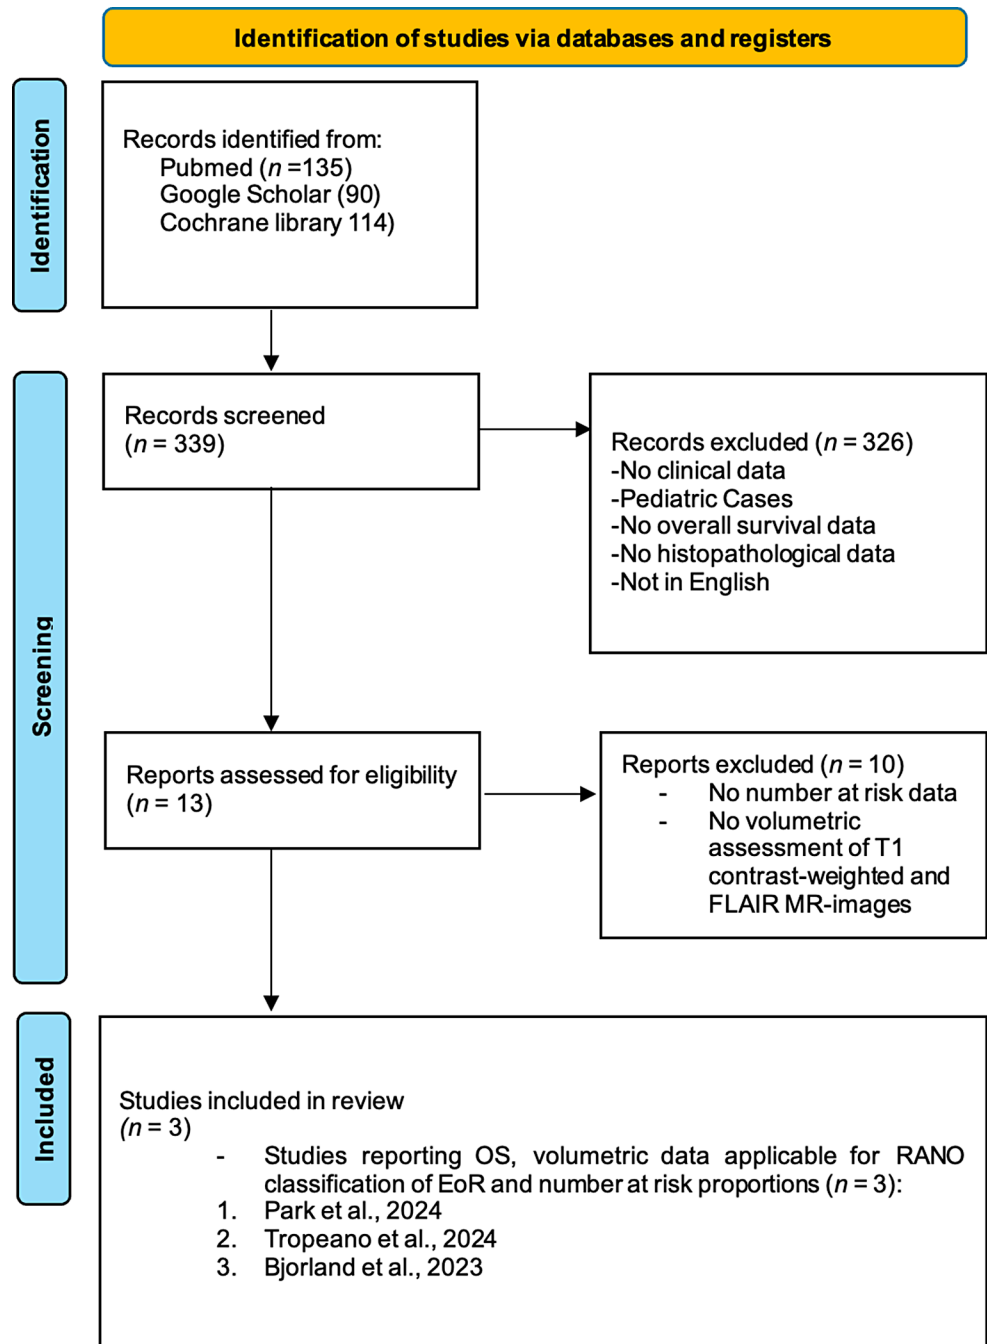 Identification of studies via databases and registers
Identification
Records identified from:
Pubmed (n =135)
Google Scholar (90)
Cochrane library 114)
Screening
Records screened
(n = 339)
Records excluded (n = 326)
-No clinical data
-Pediatric Cases
-No overall survival data
-No histopathological data
-Not in English
Reports assessed for eligibility
(n = 13)
Reports excluded (n = 10)
- No number at risk data
- No volumetric
assessment of T1
contrast-weighted and
FLAIR MR-images
Included
Studies included in review
(n = 3)
- Studies reporting OS, volumetric data applicable for RANO
classification of EoR and number at risk proportions (n = 3):
1. Park et al., 2024
2. Tropeano et al., 2024
3. Bjorland et al., 2023